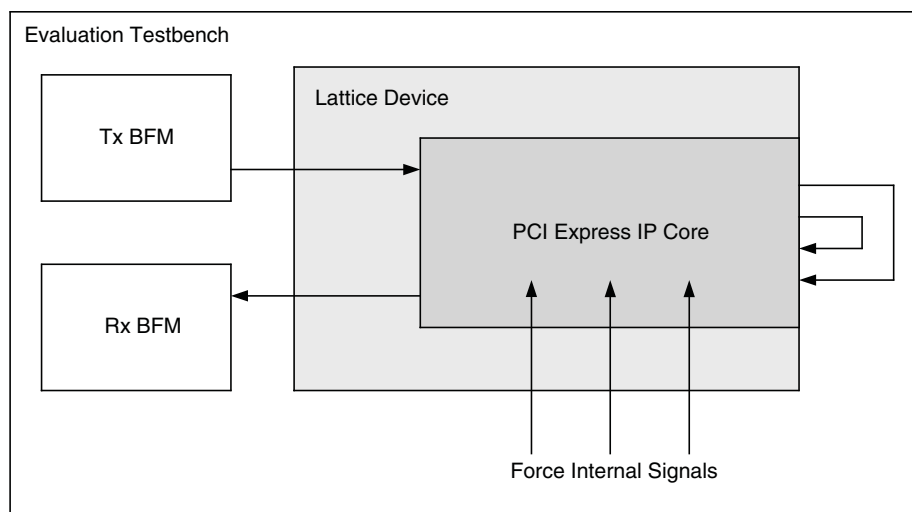 Evaluation Testbench
Lattice Device
Tx BFM
PCI Express IP Core
Rx BFM
Force Internal Signals